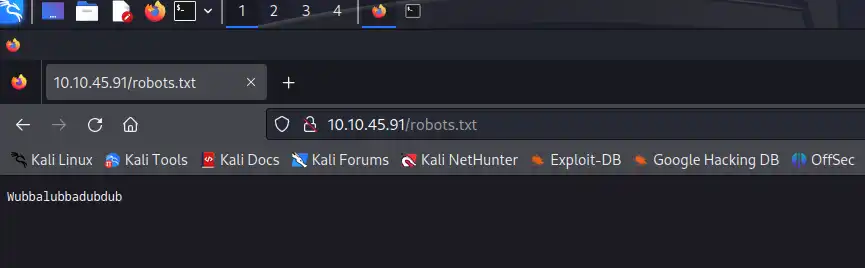 1 2 3 4
10.10.45.91/robots.txt
10.10.45.91/robots.txt
Kali Linux Kali Tools Kali Docs Kali Forums Kali NetHunter Exploit-DB Google Hacking DB OffSec
Wubbalubbadubdub